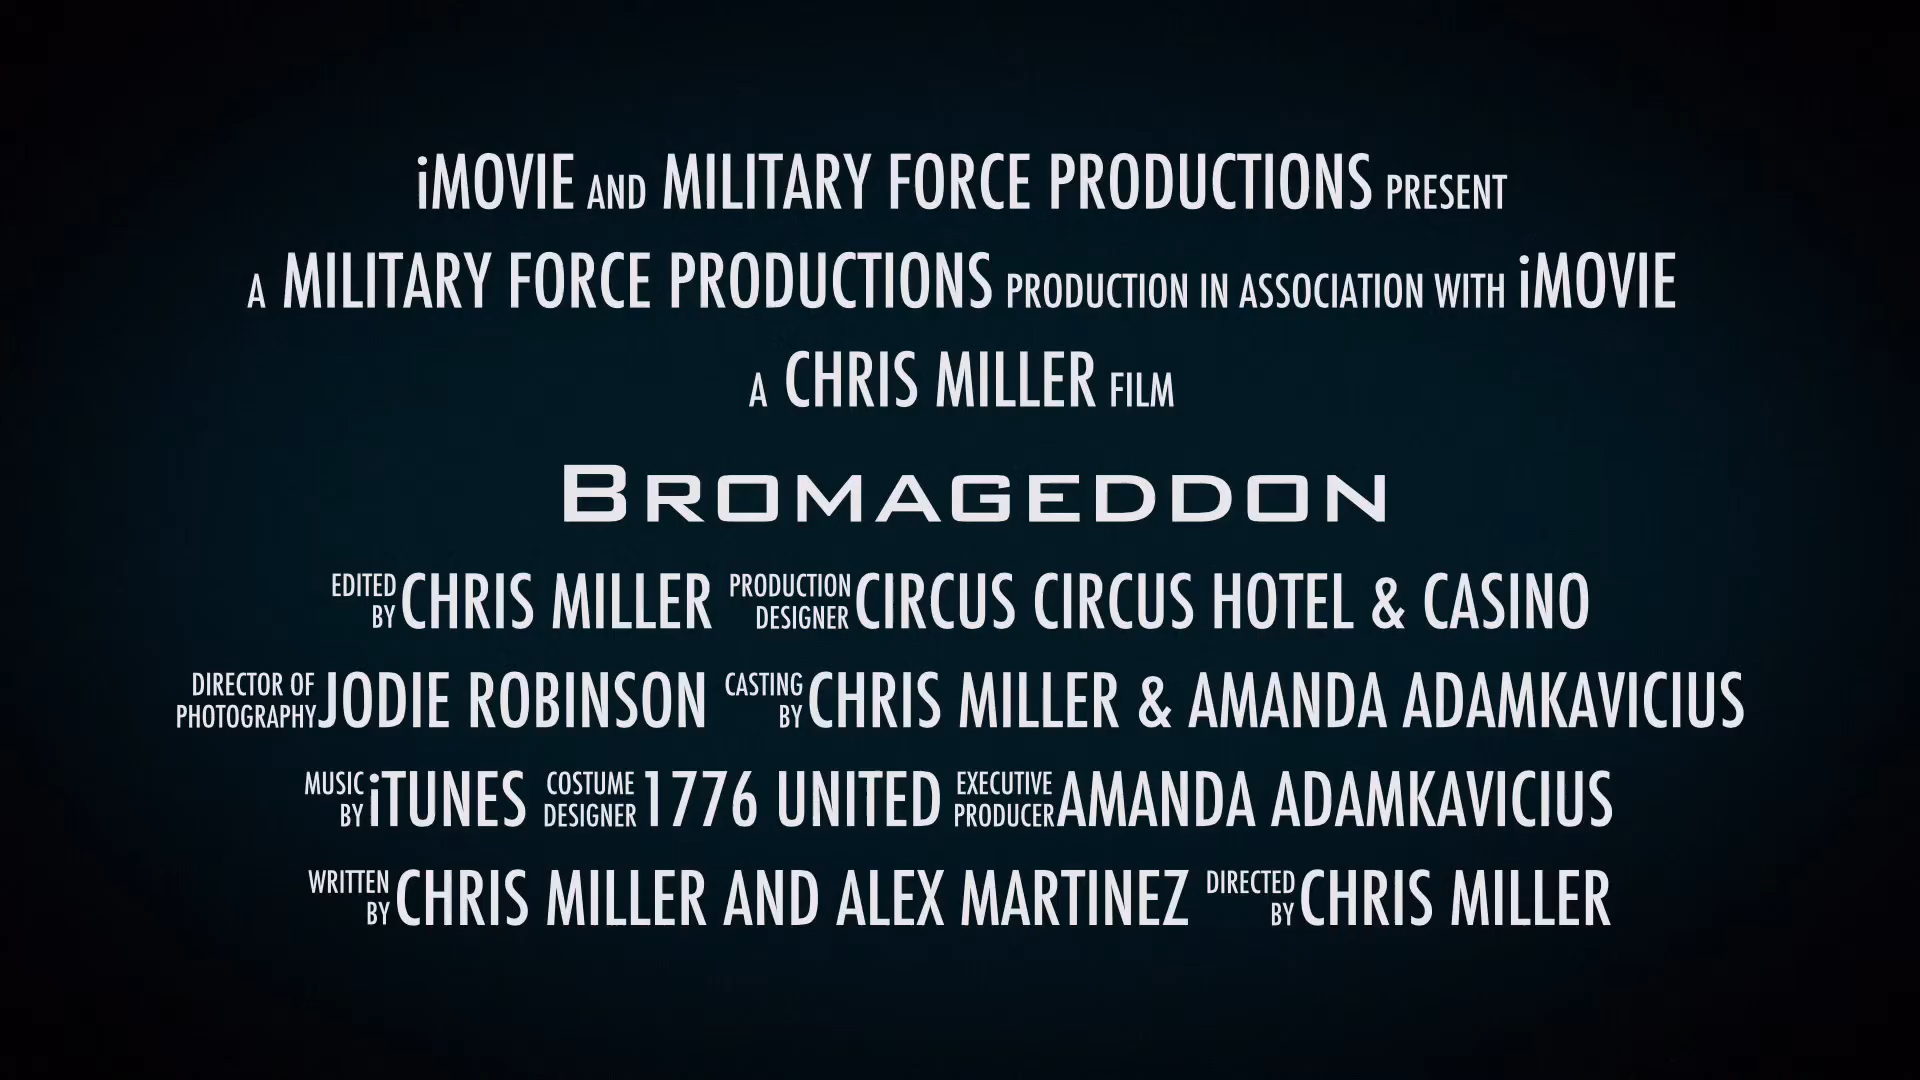 iMOVIE AND MILITARY FORCE PRODUCTIONS PRESENT
A MILITARY FORCE PRODUCTIONS PRODUCTION IN ASSOCIATION WITH iMOVIE
A CHRIS MILLER FILM
BROMAGEDDON
EDITED BY CHRIS MILLER PRODUCTION DESIGNER CIRCUS CIRCUS HOTEL & CASINO
DIRECTOR OF PHOTOGRAPHY JODIE ROBINSON CASTING BY CHRIS MILLER & AMANDA ADAMKAVICIUS
MUSIC BY iTUNES COSTUME DESIGNER 1776 UNITED EXECUTIVE PRODUCER AMANDA ADAMKAVICIUS
WRITTEN BY CHRIS MILLER AND ALEX MARTINEZ DIRECTED BY CHRIS MILLER